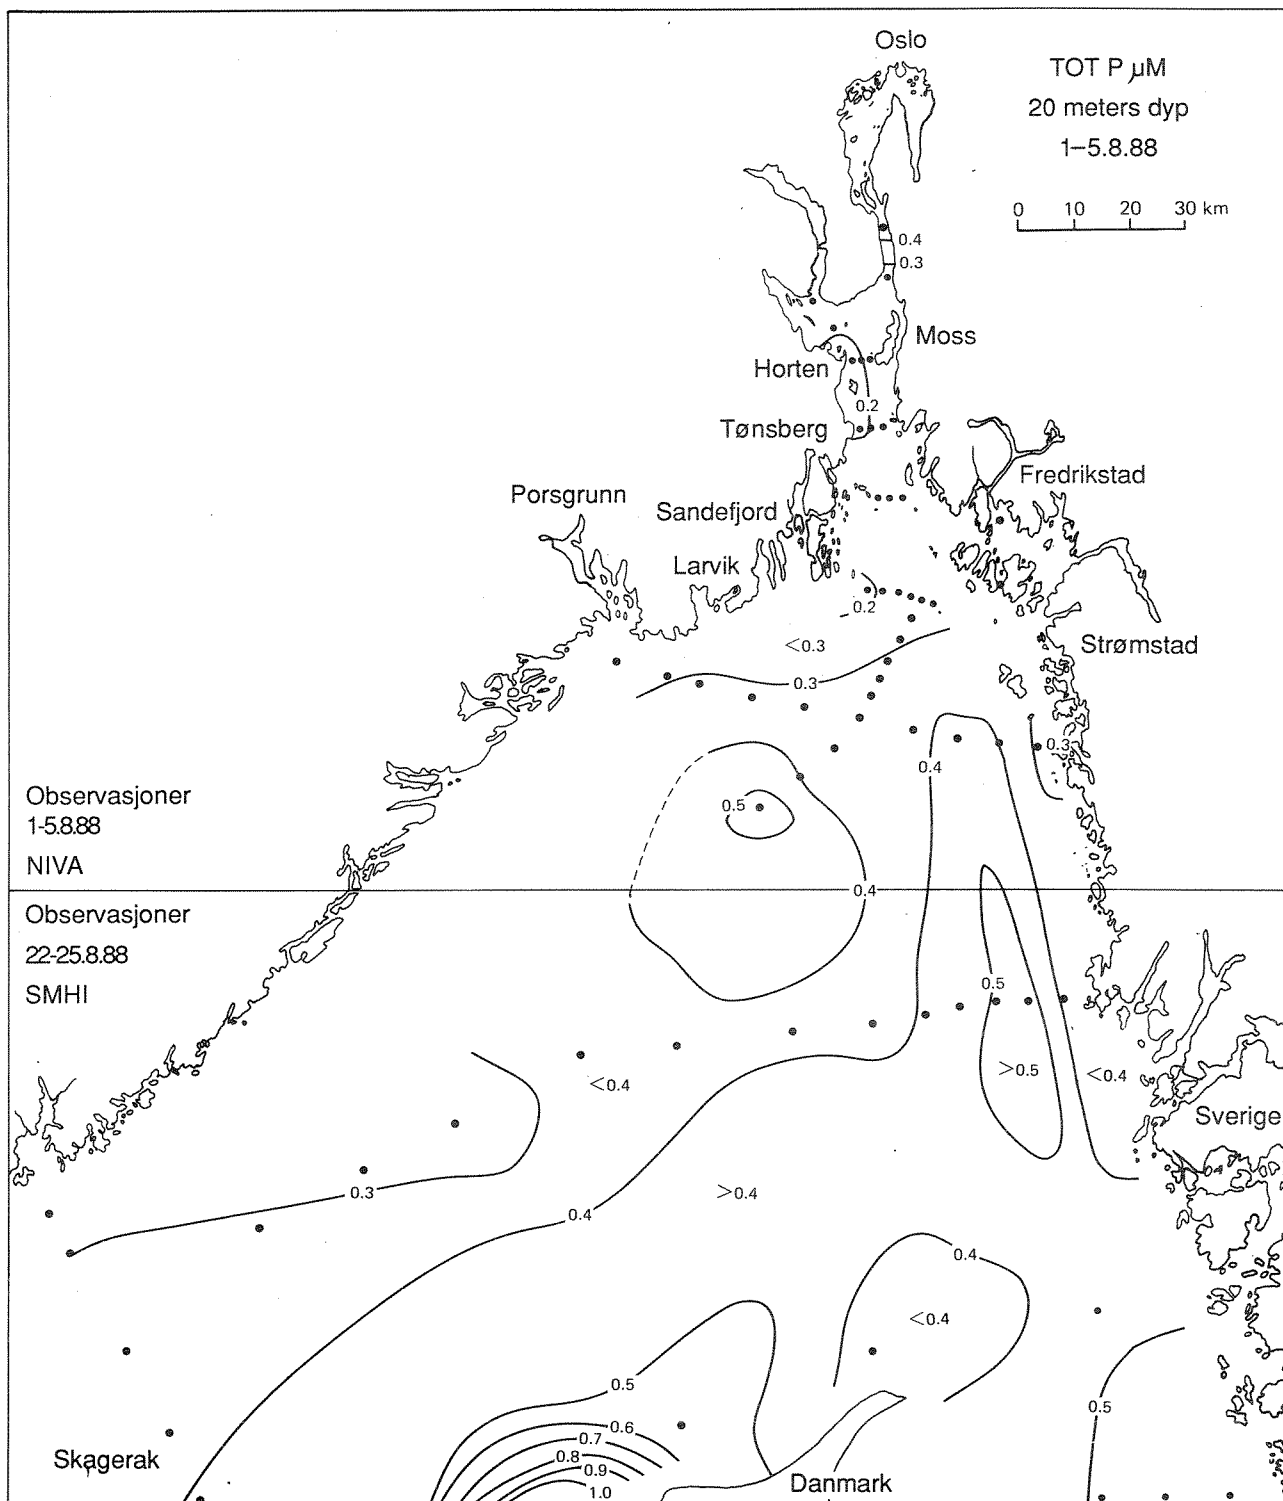 Oslo
TOT P µM
20 meters dyp
1–5.8.88
0 10 20 30 km
0.4
0.3
Moss
Horten
0.2
Tønsberg
Fredrikstad
Porsgrunn
Sandefjord
Larvik
0.2
<0.3
Strømstad
0.3
0.3
0.4
Observasjoner
1-5.8.88
NIVA
0.5
0.4
Observasjoner
22-25.8.88
SMHI
0.5
>0.5
<0.4
<0.4
Sverige
0.3
>0.4
0.4
0.4
<0.4
0.5
0.5
0.6
0.7
0.8
0.9
1.0
Skagerak
Danmark